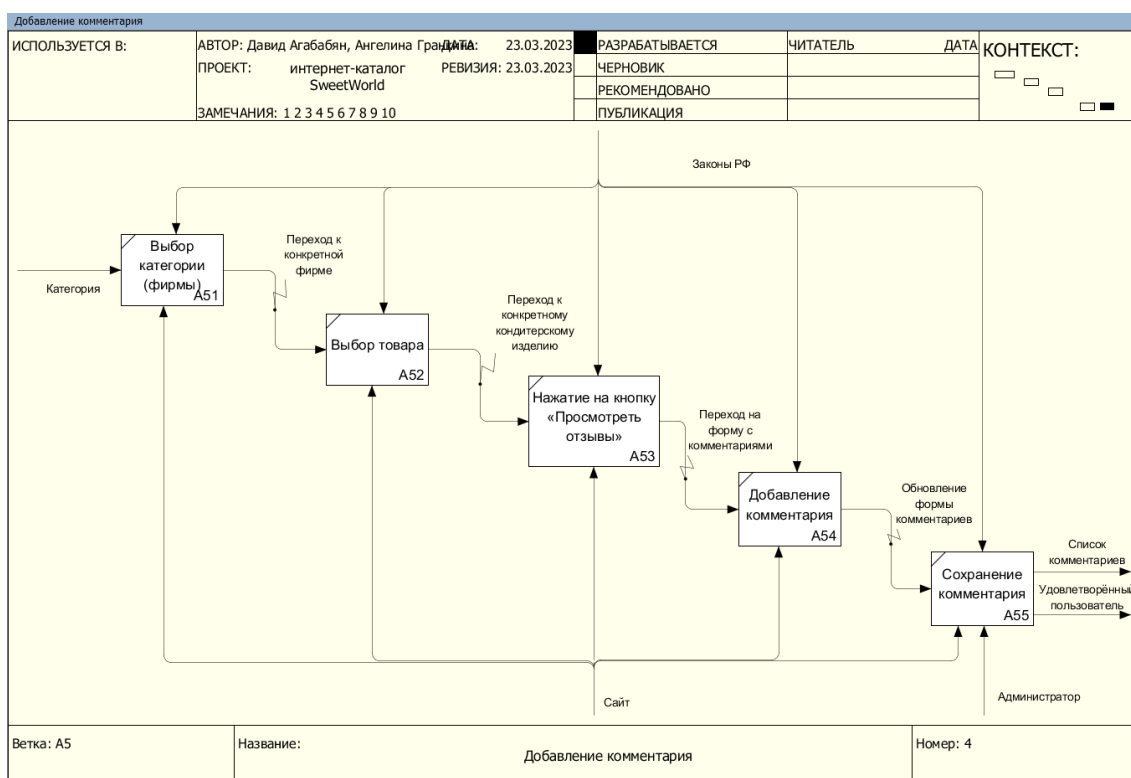 Добавление комментария
ИСПОЛЬЗУЕТСЯ В:
АВТОР: Давид Агабабян, Ангелина
ДАТА:
23.03.2023
ПРОЕКТ:
интернет-каталог
SweetWorld
РЕВИЗИЯ: 23.03.2023
ЗАМЕЧАНИЯ: 1 2 3 4 5 6 7 8 9 10
РАЗРАБАТЫВАЕТСЯ
ЧЕРНОВИК
РЕКОМЕНДОВАНО
ПУБЛИКАЦИЯ
ЧИТАТЕЛЬ
ДАТА
КОНТЕКСТ:
Законы РФ
Категория
Выбор
категории
(фирмы)
A51
Переход к
конкретной
фирме
Выбор товара
A52
Переход к
конкретному
кондитерскому
изделию
Нажатие на кнопку
«Просмотреть
отзывы»
A53
Переход на
форму с
комментариями
Добавление
комментария
A54
Обновление
формы
комментариев
Сохранение
комментария
A55
Список
комментариев
Удовлетворённый
пользователь
Сайт
Администратор
Ветка: A5
Название:
Добавление комментария
Номер: 4